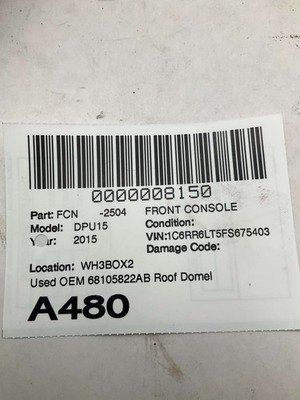 0000008150
Part: FCN -2504 FRONT CONSOLE
Model: DPU15 Condition:
Year: 2015 VIN:1C6RR6LT5FS675403
Damage Code:
Location: WH3BOX2
Used OEM 68105822AB Roof Domel
A480